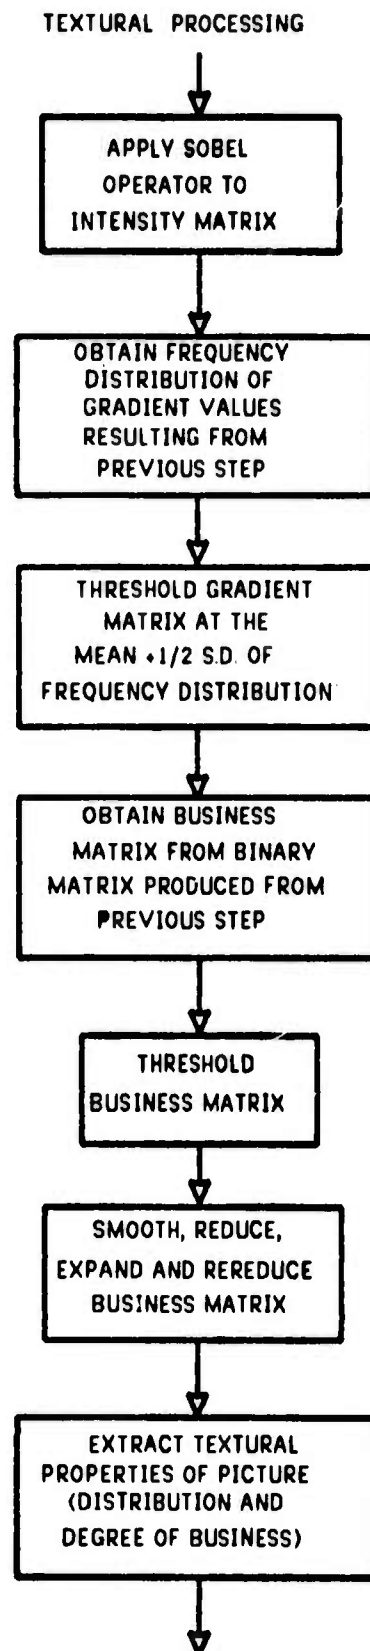 TEXTURAL PROCESSING
APPLY SOBEL
OPERATOR TO
INTENSITY MATRIX
OBTAIN FREQUENCY
DISTRIBUTION OF
GRADIENT VALUES
RESULTING FROM
PREVIOUS STEP
THRESHOLD GRADIENT
MATRIX AT THE
MEAN +1/2 S.D. OF
FREQUENCY DISTRIBUTION
OBTAIN BUSINESS
MATRIX FROM BINARY
MATRIX PRODUCED FROM
PREVIOUS STEP
THRESHOLD
BUSINESS MATRIX
SMOOTH, REDUCE,
EXPAND AND REREDUCE
BUSINESS MATRIX
EXTRACT TEXTURAL
PROPERTIES OF PICTURE
(DISTRIBUTION AND
DEGREE OF BUSINESS)